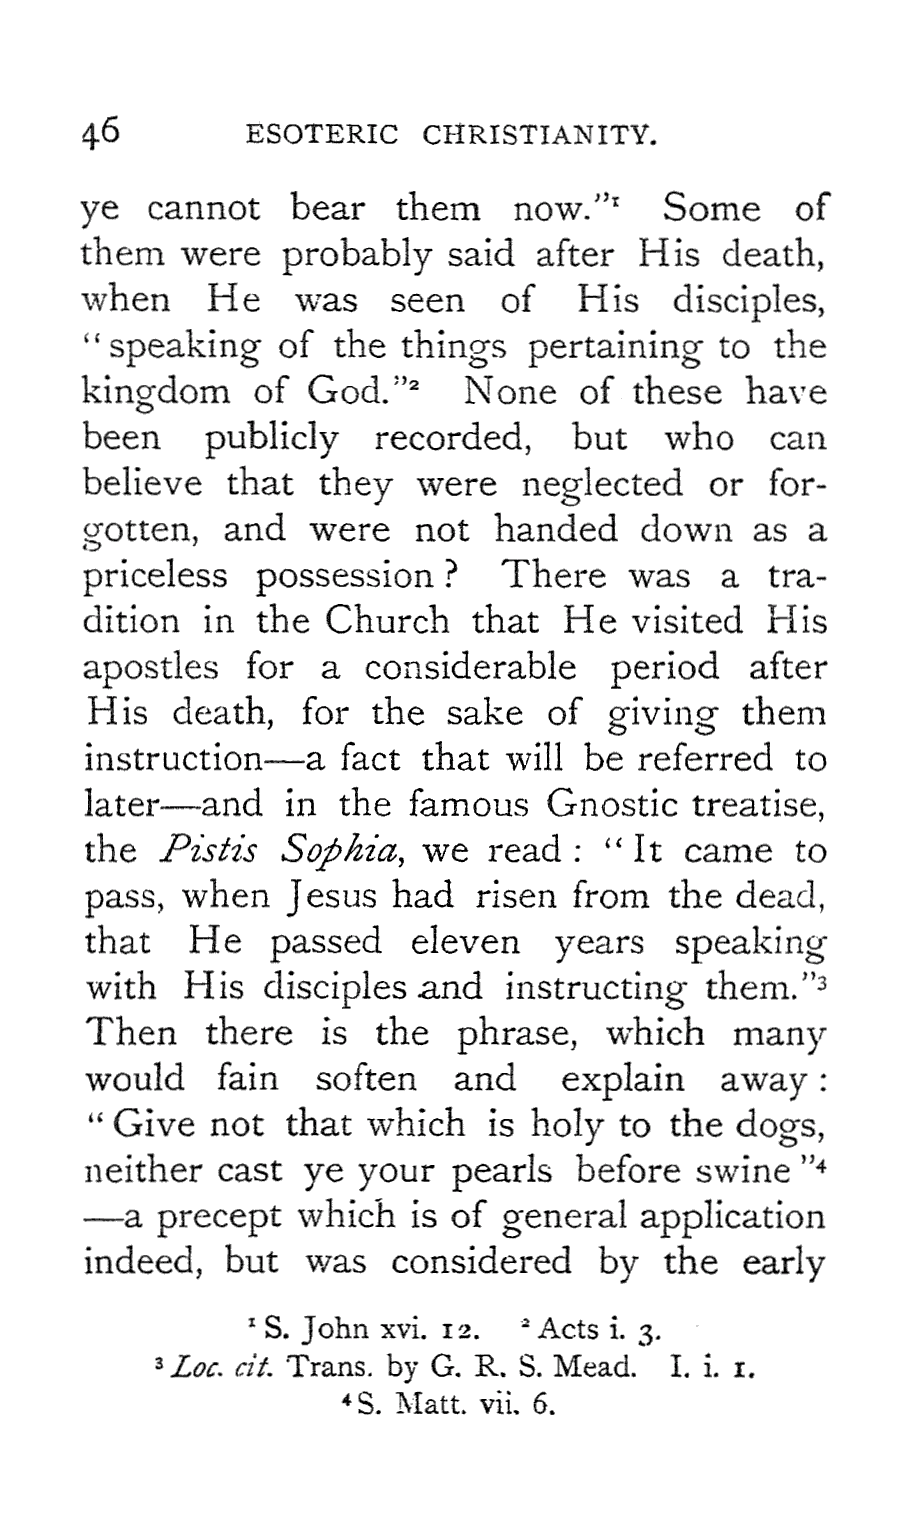 46 ESOTERIC CHRISTIANITY.
ye cannot bear them now."¹ Some of
them were probably said after His death,
when He was seen of His disciples,
"speaking of the things pertaining to the
kingdom of God."² None of these have
been publicly recorded, but who can
believe that they were neglected or for-
gotten, and were not handed down as a
priceless possession? There was a tra-
dition in the Church that He visited His
apostles for a considerable period after
His death, for the sake of giving them
instruction—a fact that will be referred to
later—and in the famous Gnostic treatise,
the Pistis Sophia, we read: "It came to
pass, when Jesus had risen from the dead,
that He passed eleven years speaking
with His disciples and instructing them."³
Then there is the phrase, which many
would fain soften and explain away:
"Give not that which is holy to the dogs,
neither cast ye your pearls before swine"⁴
—a precept which is of general application
indeed, but was considered by the early
¹ S. John xvi. 12. ² Acts i. 3.
³ Loc. cit. Trans. by G. R. S. Mead. I. i. 1.
⁴ S. Matt. vii. 6.